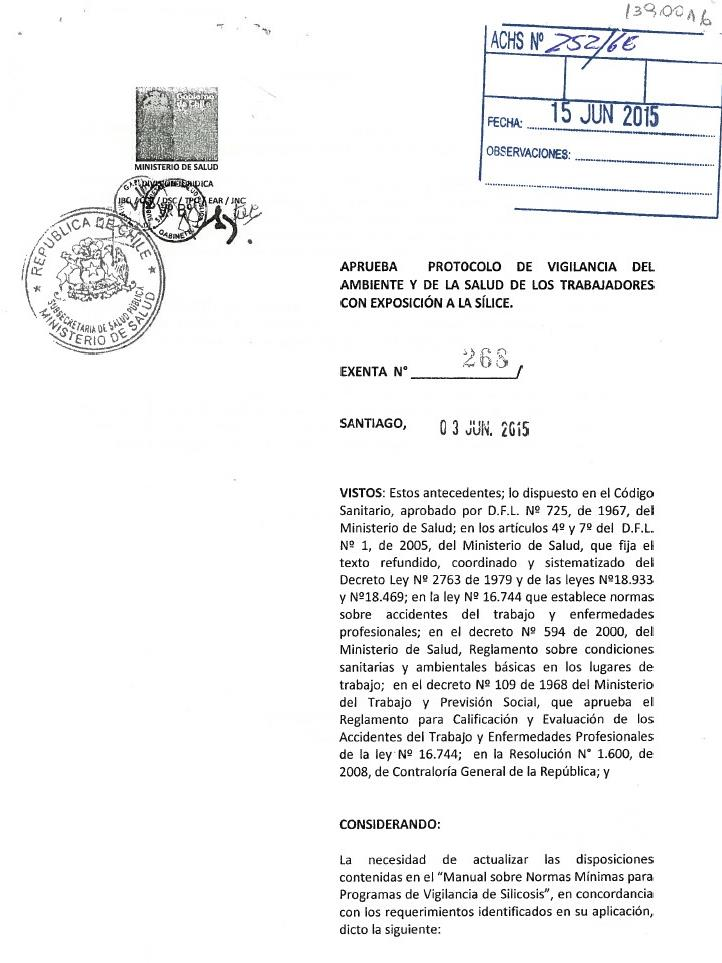 139.00 A6
ACHS Nº 252/6E
FECHA: 15 JUN 2015
OBSERVACIONES:
Gobierno
de Chile
MINISTERIO DE SALUD
DIVISIÓN JURIDICA
GABINETE
REPUBLICA DE CHILE
SUBSECRETARIA DE SALUD PÚBLICA
MINISTERIO DE SALUD
APRUEBA PROTOCOLO DE VIGILANCIA DEL
AMBIENTE Y DE LA SALUD DE LOS TRABAJADORES
CON EXPOSICIÓN A LA SÍLICE.
EXENTA N° 268 /
SANTIAGO, 03 JUN. 2015
VISTOS: Estos antecedentes; lo dispuesto en el Código
Sanitario, aprobado por D.F.L. Nº 725, de 1967, del
Ministerio de Salud; en los artículos 4º y 7º del D.F.L.
Nº 1, de 2005, del Ministerio de Salud, que fija el
texto refundido, coordinado y sistematizado del
Decreto Ley Nº 2763 de 1979 y de las leyes Nº18.933
y Nº18.469; en la ley Nº 16.744 que establece normas
sobre accidentes del trabajo y enfermedades
profesionales; en el decreto Nº 594 de 2000, del
Ministerio de Salud, Reglamento sobre condiciones
sanitarias y ambientales básicas en los lugares de
trabajo; en el decreto Nº 109 de 1968 del Ministerio
del Trabajo y Previsión Social, que aprueba el
Reglamento para Calificación y Evaluación de los
Accidentes del Trabajo y Enfermedades Profesionales
de la ley Nº 16.744; en la Resolución N° 1.600, de
2008, de Contraloría General de la República; y
CONSIDERANDO:
La necesidad de actualizar las disposiciones
contenidas en el "Manual sobre Normas Mínimas para
Programas de Vigilancia de Silicosis", en concordancia
con los requerimientos identificados en su aplicación,
dicto la siguiente: